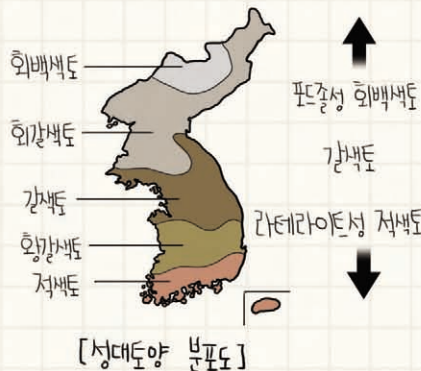 회백색토
회갈색토
갈색토
황갈색토
적색토
포드졸성 회백색토
갈색토
라테라이트성 적색토
[성대토양 분포도]